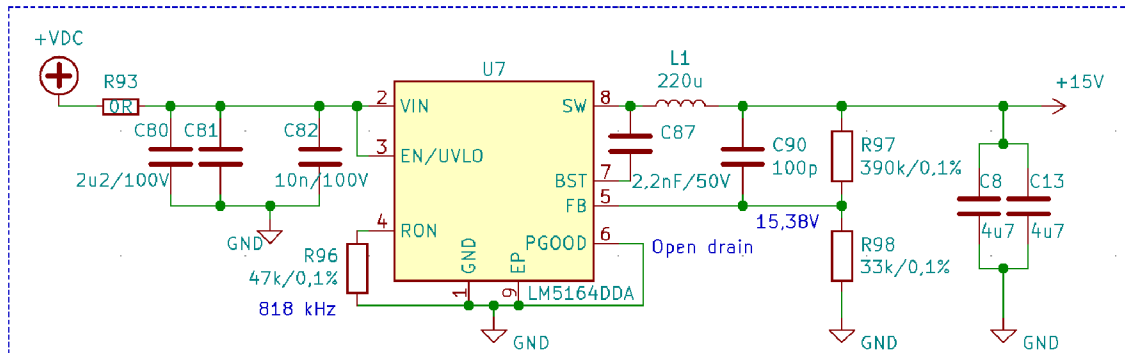 +VDC
R93
0R
C80
C81
2u2/100V
C82
10n/100V
GND
R96
47k/0,1%
818 kHz
U7
2
VIN
3
EN/UVLO
4
RON
SW
8
BST
7
FB
5
PGOOD
6
GND
1
EP
9
LM5164DDA
GND
L1
220u
C87
2,2nF/50V
C90
100p
15,38V
Open drain
R97
390k/0,1%
R98
33k/0,1%
GND
+15V
C8
4u7
C13
4u7
GND